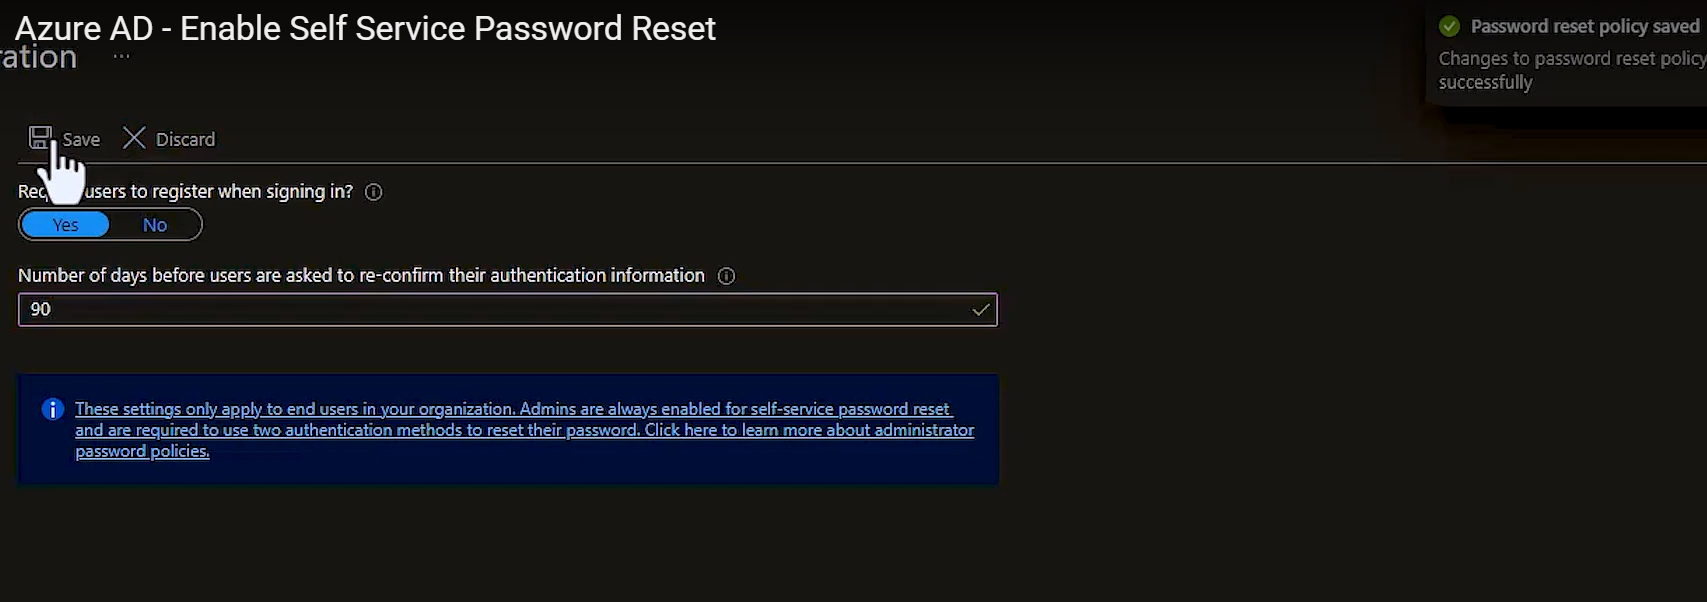 Azure AD - Enable Self Service Password Reset
ration ...
Password reset policy saved
Changes to password reset policy
successfully
Save Discard
users to register when signing in?
Yes No
Number of days before users are asked to re-confirm their authentication information
90
These settings only apply to end users in your organization. Admins are always enabled for self-service password reset
and are required to use two authentication methods to reset their password. Click here to learn more about administrator
password policies.